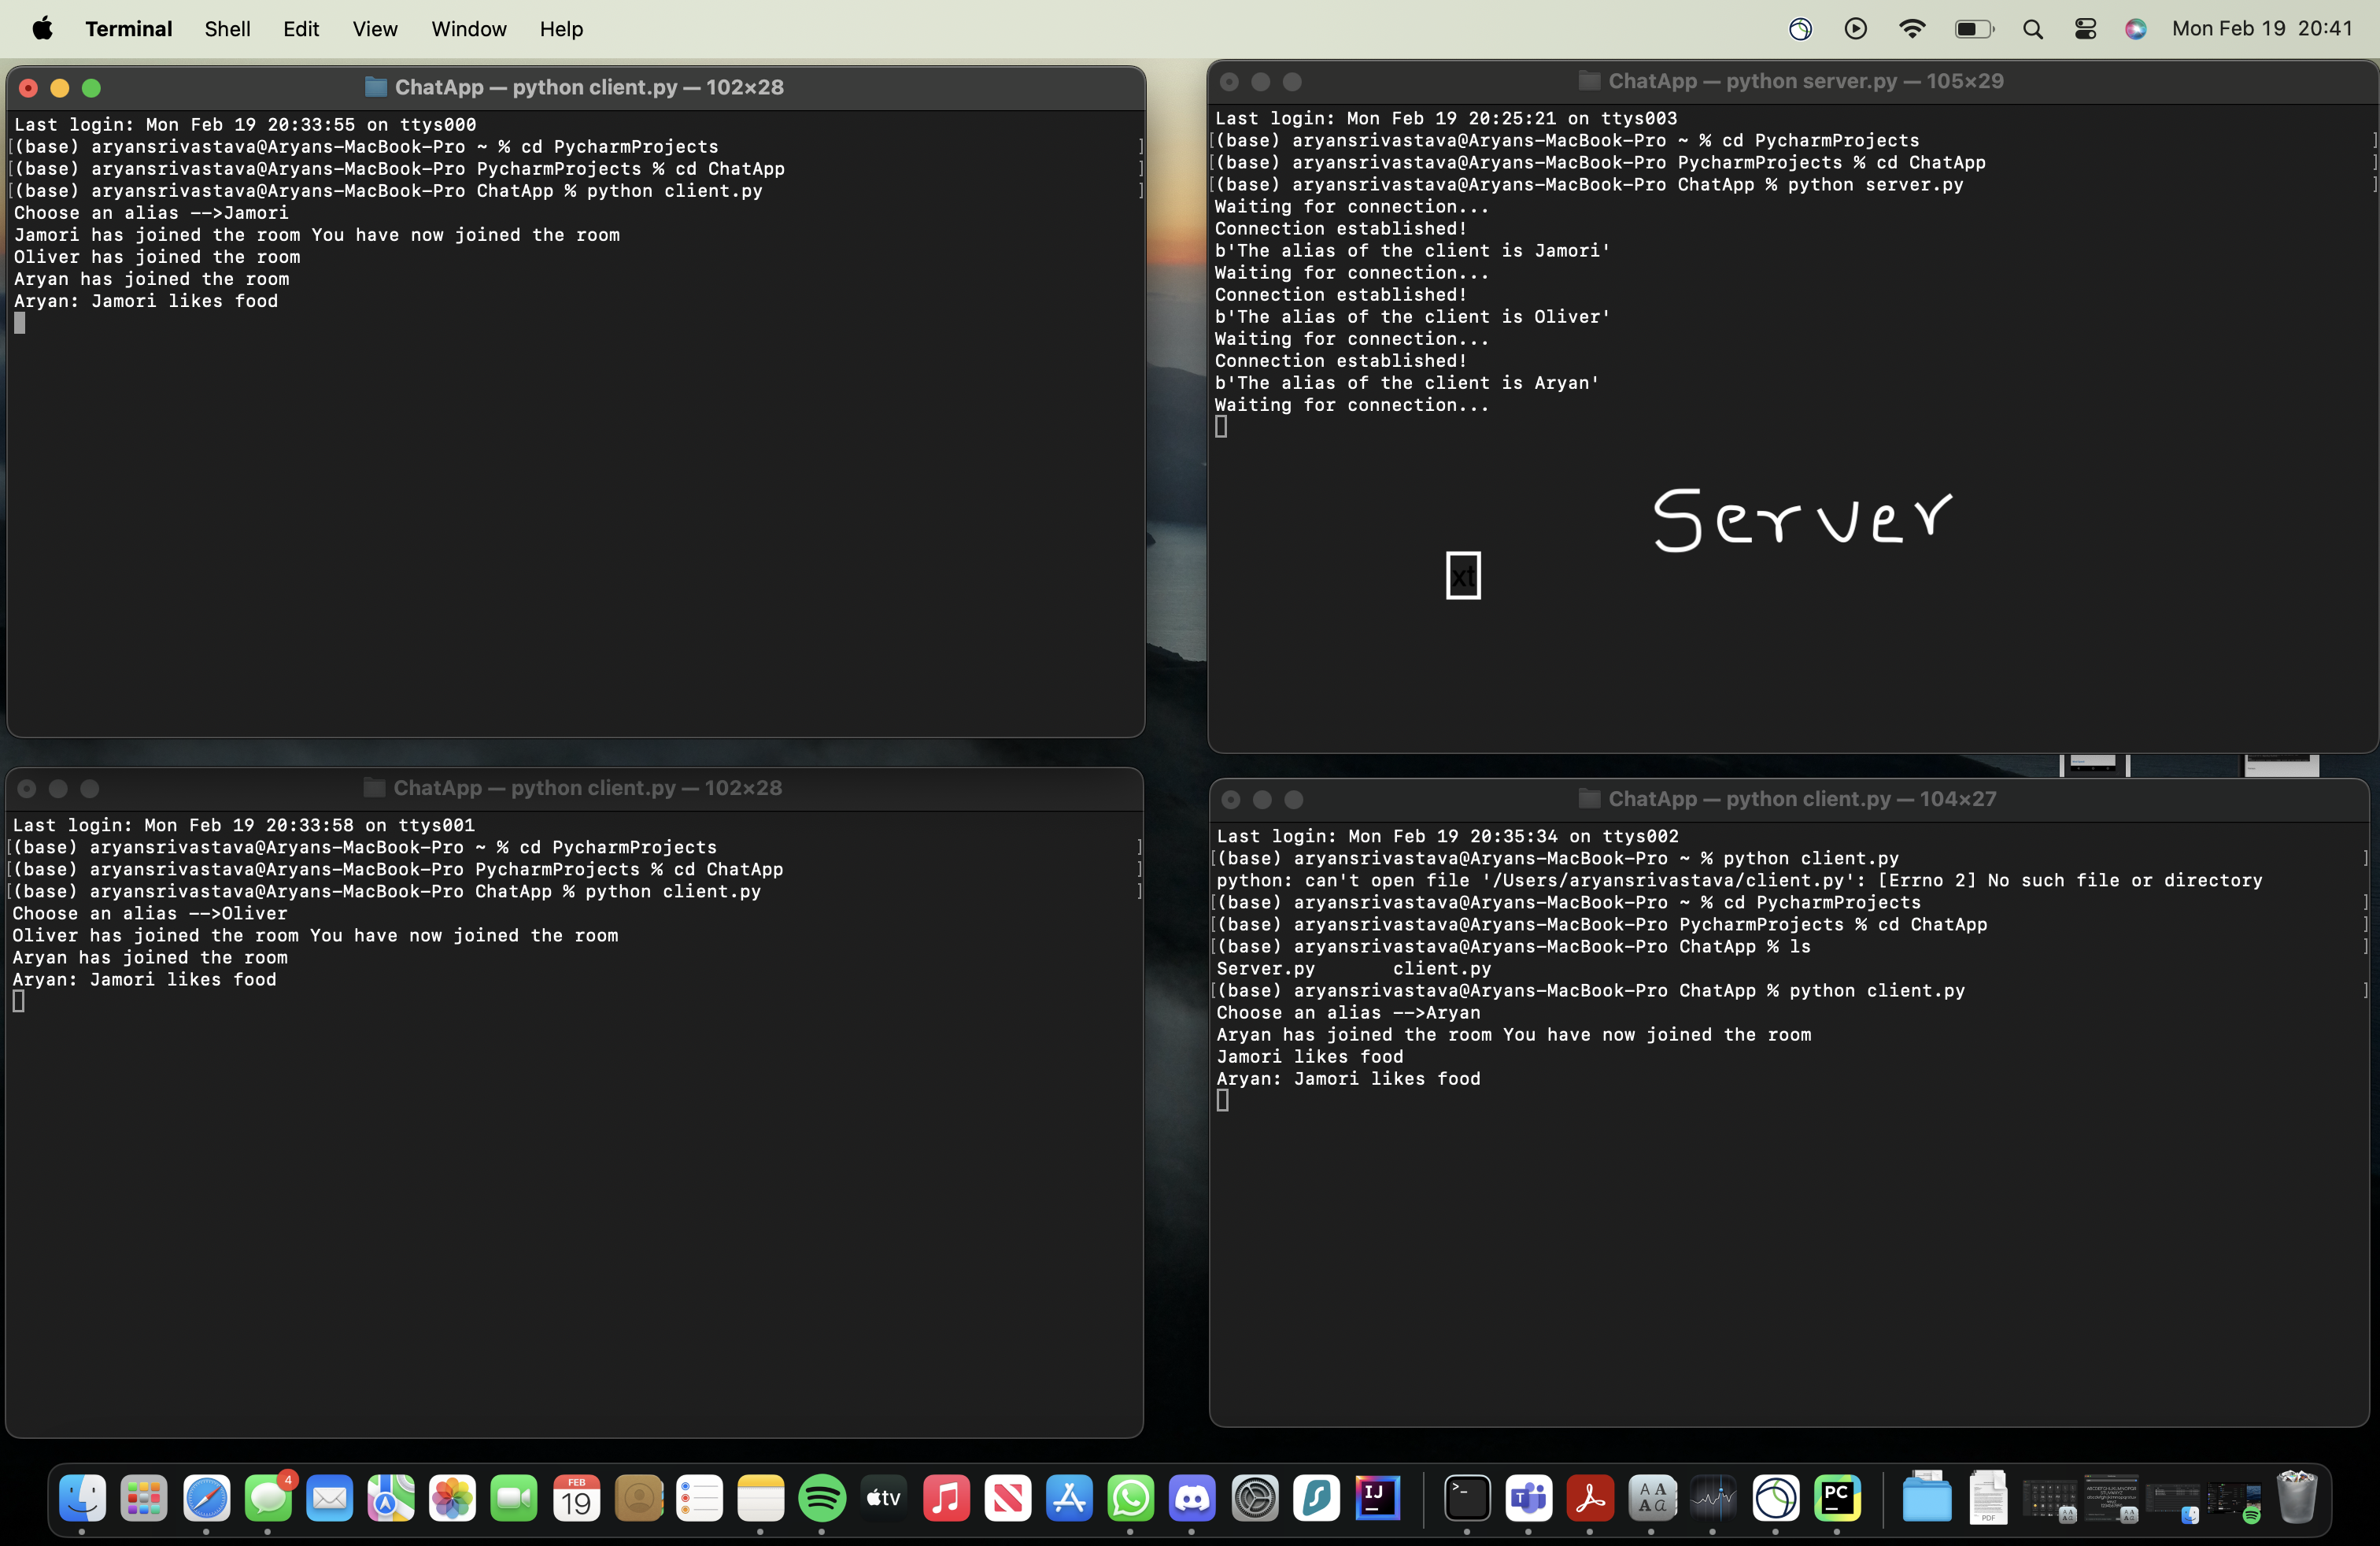 Terminal Shell Edit View Window Help Mon Feb 19 20:41
ChatApp — python client.py — 102×28
Last login: Mon Feb 19 20:33:55 on ttys000
[(base) aryansrivastava@Aryans-MacBook-Pro ~ % cd PycharmProjects ]
[(base) aryansrivastava@Aryans-MacBook-Pro PycharmProjects % cd ChatApp ]
[(base) aryansrivastava@Aryans-MacBook-Pro ChatApp % python client.py ]
Choose an alias -->Jamori
Jamori has joined the room You have now joined the room
Oliver has joined the room
Aryan has joined the room
Aryan: Jamori likes food
ChatApp — python server.py — 105×29
Last login: Mon Feb 19 20:25:21 on ttys003
[(base) aryansrivastava@Aryans-MacBook-Pro ~ % cd PycharmProjects ]
[(base) aryansrivastava@Aryans-MacBook-Pro PycharmProjects % cd ChatApp ]
[(base) aryansrivastava@Aryans-MacBook-Pro ChatApp % python server.py ]
Waiting for connection...
Connection established!
b'The alias of the client is Jamori'
Waiting for connection...
Connection established!
b'The alias of the client is Oliver'
Waiting for connection...
Connection established!
b'The alias of the client is Aryan'
Waiting for connection...
Server
xt
ChatApp — python client.py — 102×28
Last login: Mon Feb 19 20:33:58 on ttys001
[(base) aryansrivastava@Aryans-MacBook-Pro ~ % cd PycharmProjects ]
[(base) aryansrivastava@Aryans-MacBook-Pro PycharmProjects % cd ChatApp ]
[(base) aryansrivastava@Aryans-MacBook-Pro ChatApp % python client.py ]
Choose an alias -->Oliver
Oliver has joined the room You have now joined the room
Aryan has joined the room
Aryan: Jamori likes food
ChatApp — python client.py — 104×27
Last login: Mon Feb 19 20:35:34 on ttys002
[(base) aryansrivastava@Aryans-MacBook-Pro ~ % python client.py ]
python: can't open file '/Users/aryansrivastava/client.py': [Errno 2] No such file or directory
[(base) aryansrivastava@Aryans-MacBook-Pro ~ % cd PycharmProjects ]
[(base) aryansrivastava@Aryans-MacBook-Pro PycharmProjects % cd ChatApp ]
[(base) aryansrivastava@Aryans-MacBook-Pro ChatApp % ls ]
Server.py client.py
[(base) aryansrivastava@Aryans-MacBook-Pro ChatApp % python client.py ]
Choose an alias -->Aryan
Aryan has joined the room You have now joined the room
Jamori likes food
Aryan: Jamori likes food
4
FEB
19
tv
IJ
PC
PDF